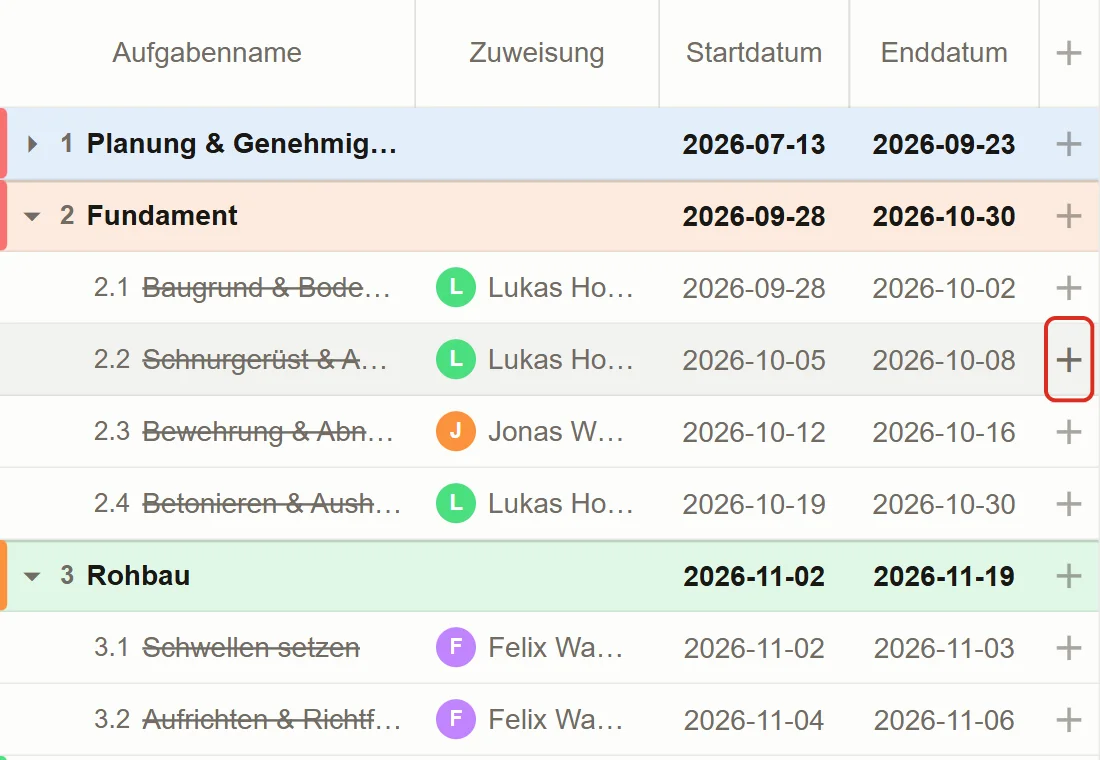 Aufgabenname Zuweisung Startdatum Enddatum +
1 Planung & Genehmig... 2026-07-13 2026-09-23 +
2 Fundament 2026-09-28 2026-10-30 +
2.1 Baugrund & Bode... L Lukas Ho... 2026-09-28 2026-10-02 +
2.2 Schnurgerüst & A... L Lukas Ho... 2026-10-05 2026-10-08 +
2.3 Bewehrung & Abn... J Jonas W... 2026-10-12 2026-10-16 +
2.4 Betonieren & Aush... L Lukas Ho... 2026-10-19 2026-10-30 +
3 Rohbau 2026-11-02 2026-11-19 +
3.1 Schwellen setzen F Felix Wa... 2026-11-02 2026-11-03 +
3.2 Aufrichten & Richtf... F Felix Wa... 2026-11-04 2026-11-06 +